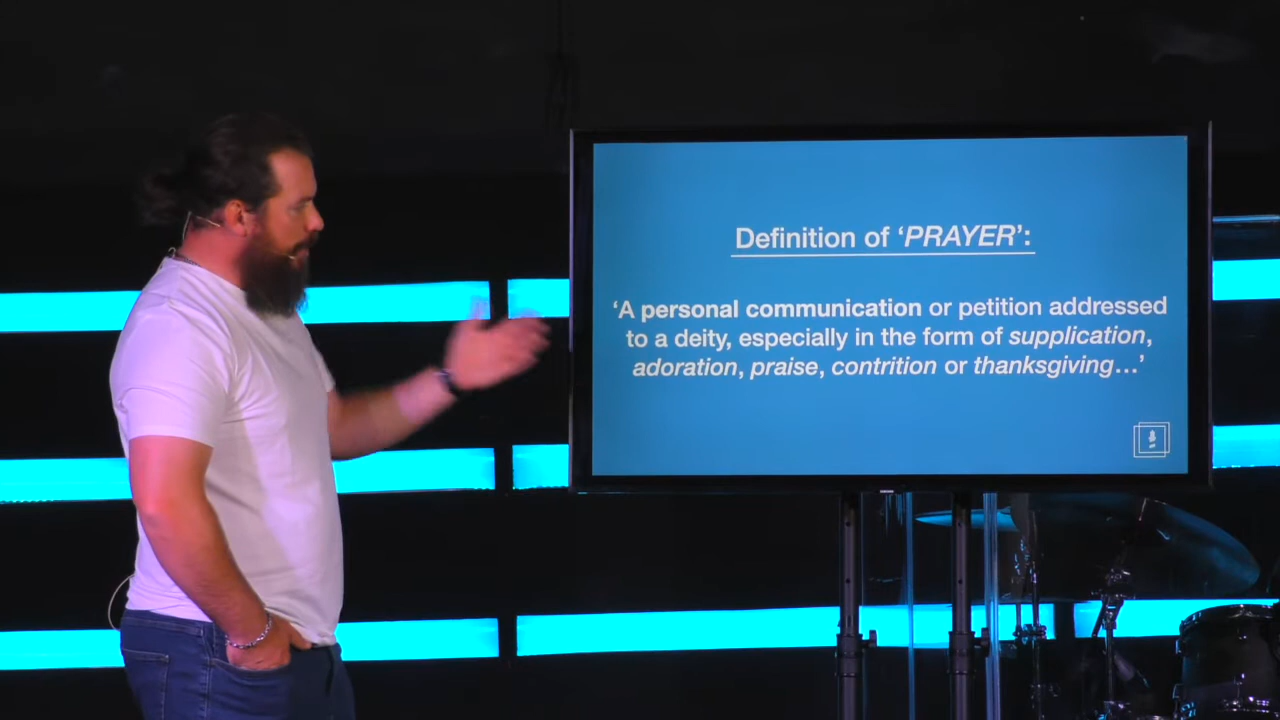 Definition of ‘PRAYER’:
‘A personal communication or petition addressed
to a deity, especially in the form of supplication,
adoration, praise, contrition or thanksgiving...’